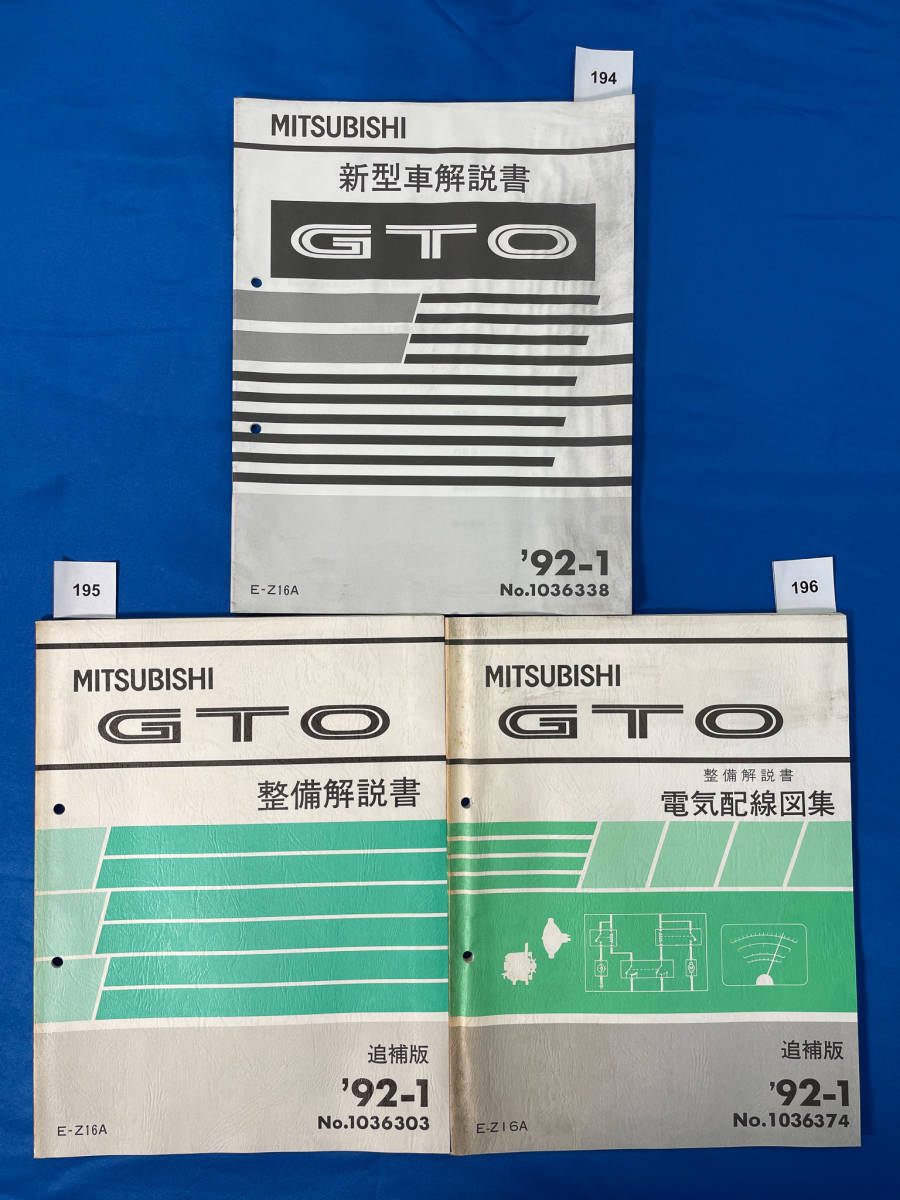 194
MITSUBISHI
新型車解説書
GTO
'92-1
E-Z16A
No.1036338
195
MITSUBISHI
GTO
整備解説書
追補版
'92-1
E-Z16A
No.1036303
196
MITSUBISHI
GTO
整備解説書
電気配線図集
追補版
'92-1
E-Z16A
No.1036374